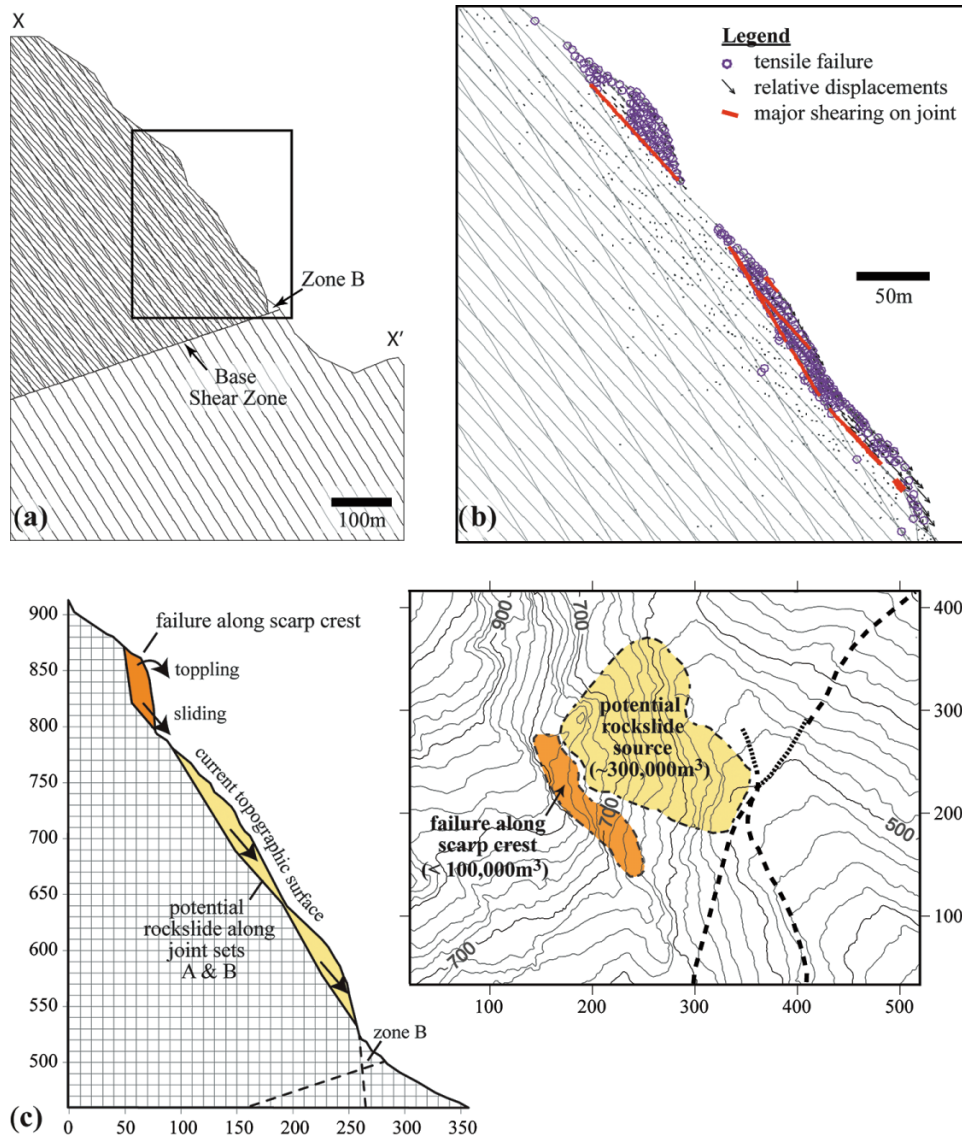 X
Zone B
X'
Base
Shear Zone
100m
(a)
Legend
tensile failure
relative displacements
major shearing on joint
50m
(b)
900
850
800
750
700
650
600
550
500
0
50
100
150
200
250
300
350
failure along scarp crest
toppling
sliding
current topographic surface
potential
rockslide along
joint sets
A & B
zone B
(c)
100
200
300
400
500
400
300
200
100
900
700
potential
rockslide
source
(~300,000m³)
700
failure along
scarp crest
(< 100,000m³)
500
700